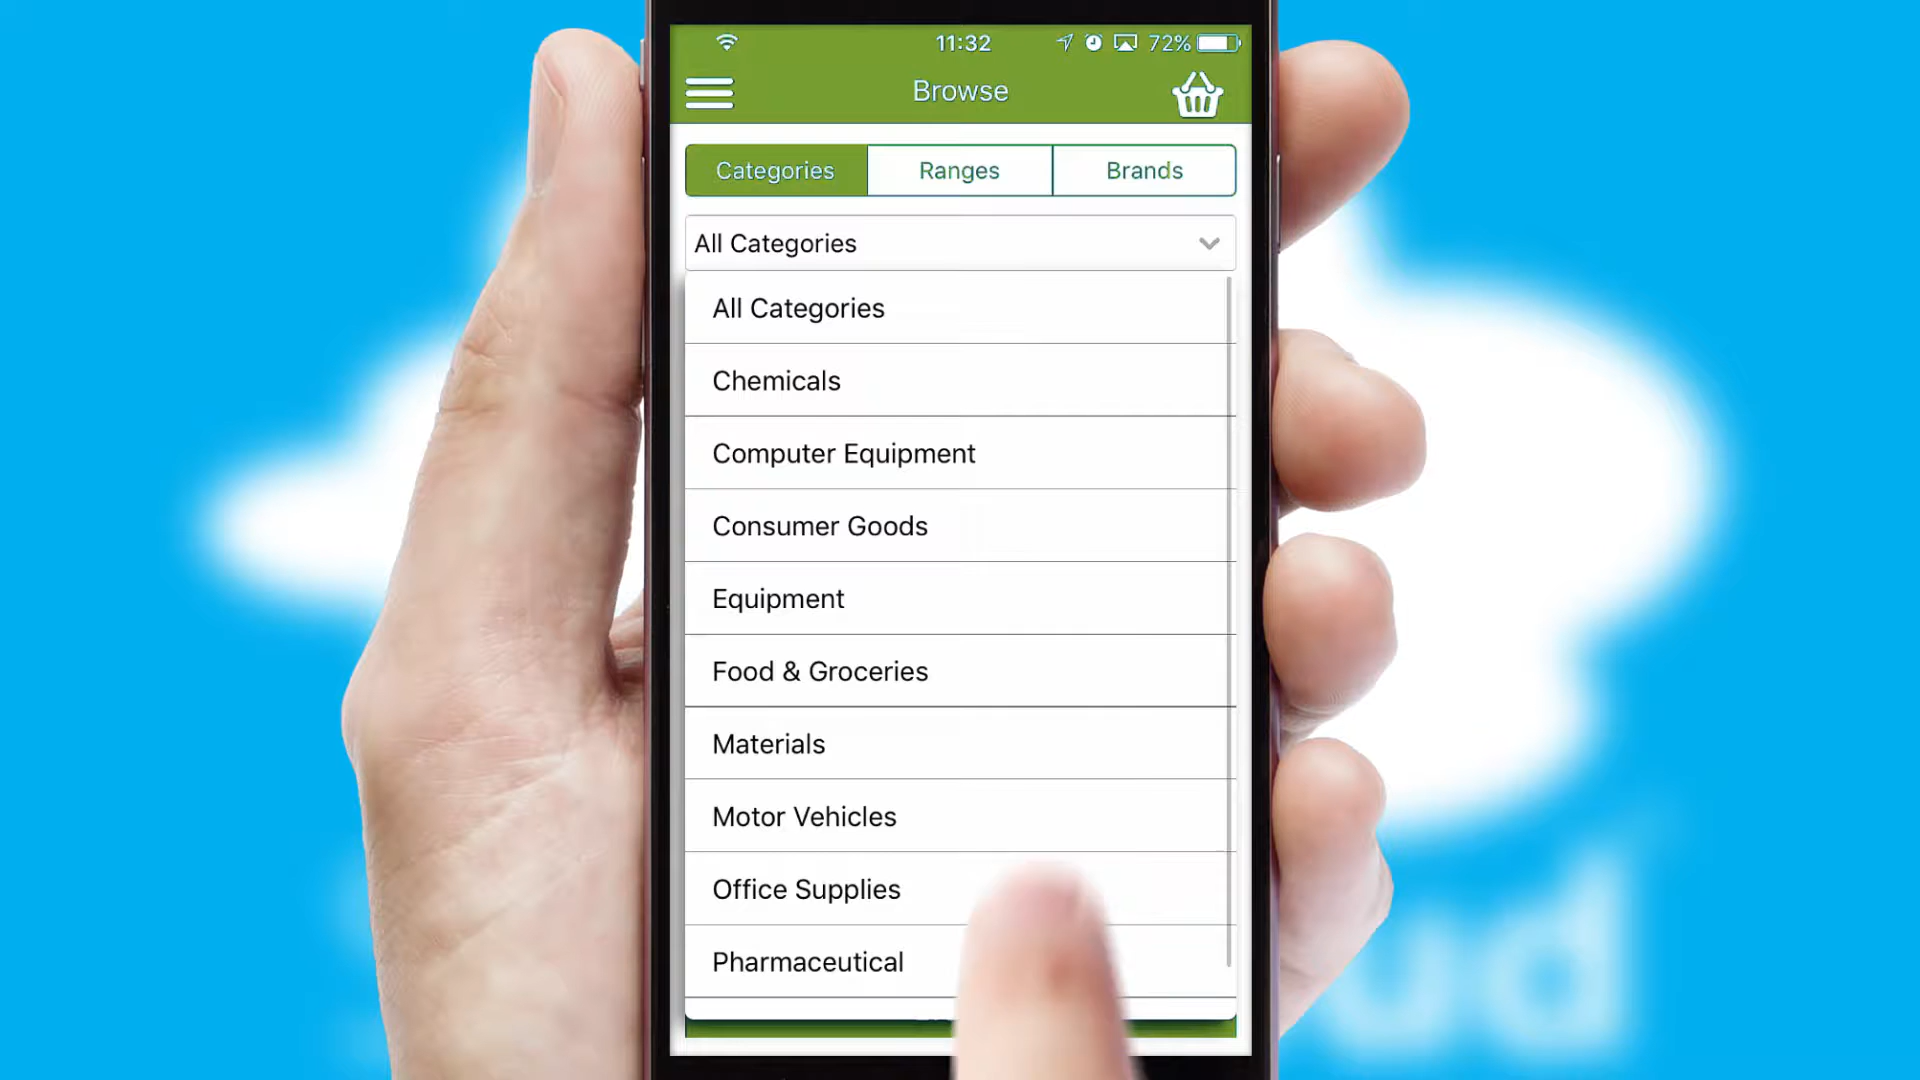 11:32
72%
Browse
Categories
Ranges
Brands
All Categories
All Categories
Chemicals
Computer Equipment
Consumer Goods
Equipment
Food & Groceries
Materials
Motor Vehicles
Office Supplies
Pharmaceutical
ud